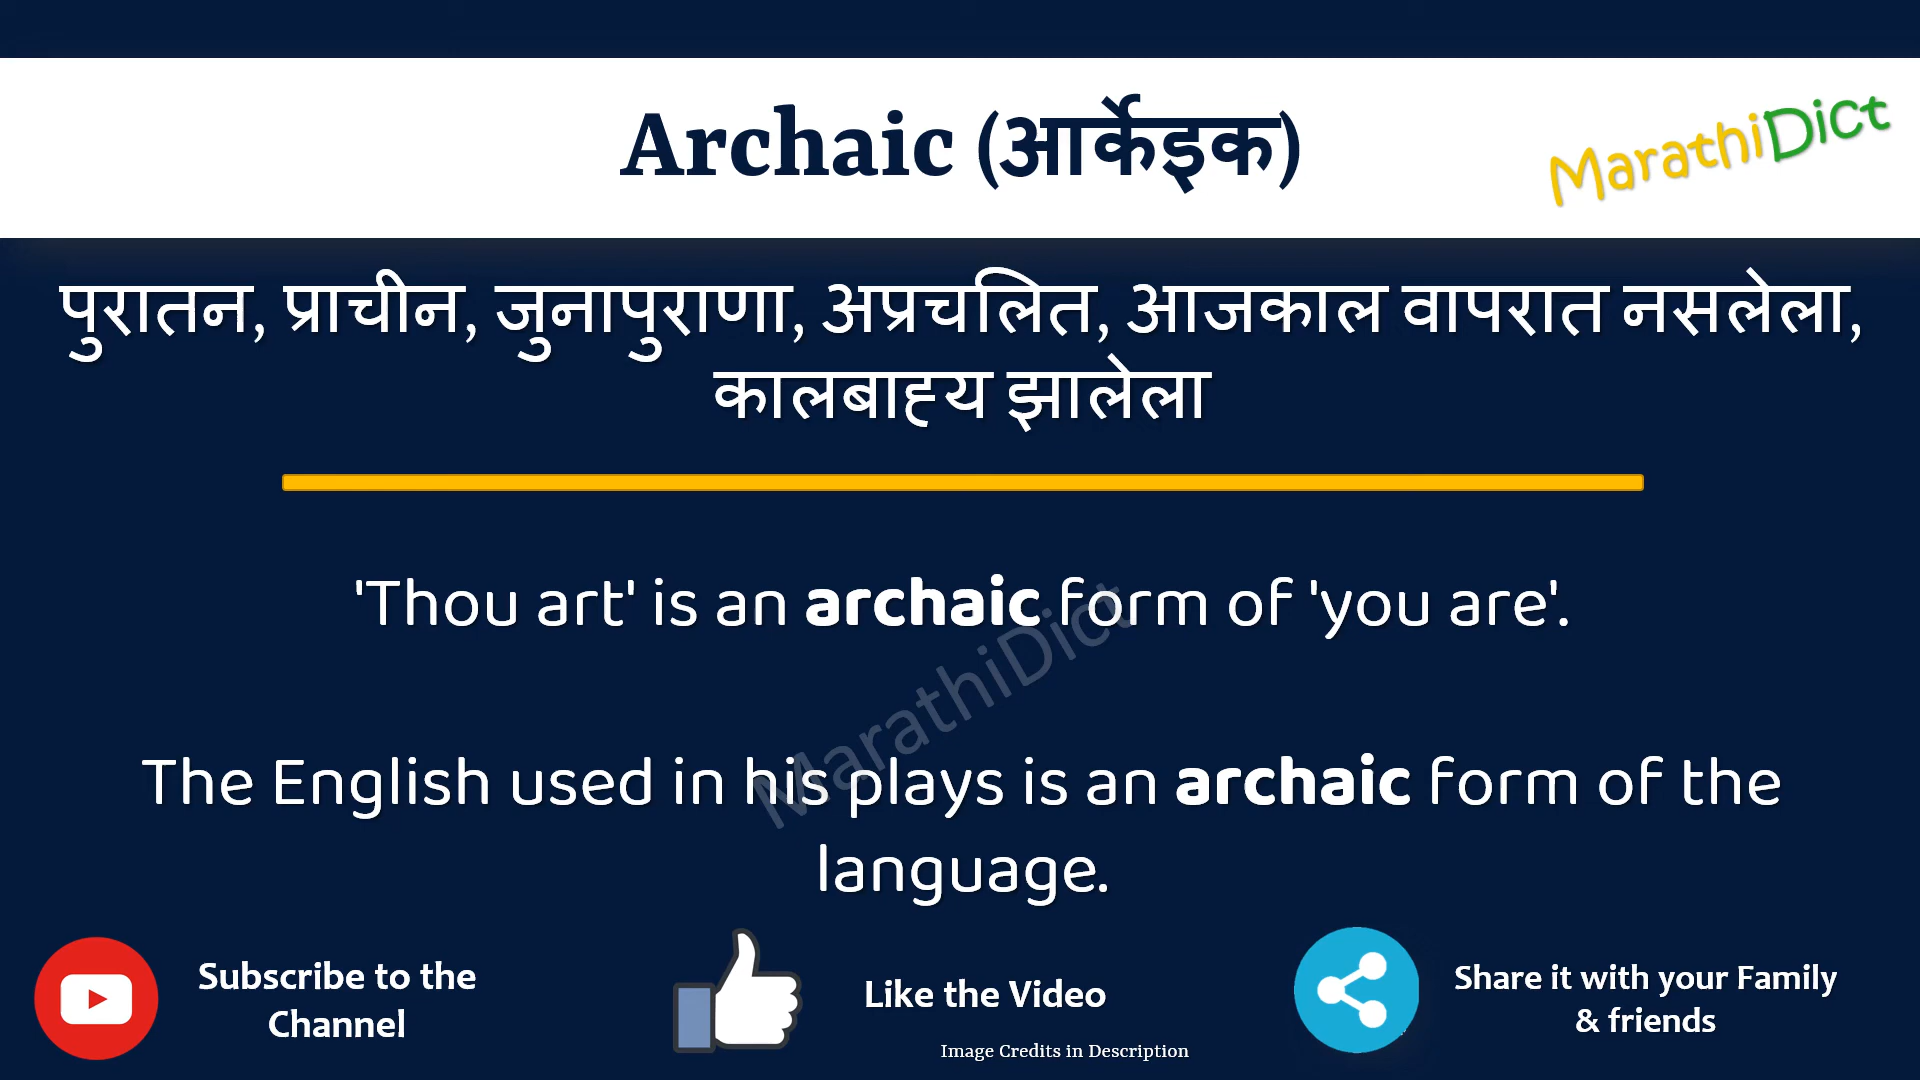 Archaic (आर्केइक)
MarathiDict
पुरातन, प्राचीन, जुनापुराणा, अप्रचलित, आजकाल वापरात नसलेला,
कालबाह्य झालेला
'Thou art' is an archaic form of 'you are'.
MarathiDict
The English used in his plays is an archaic form of the
language.
Subscribe to the
Channel
Like the Video
Share it with your Family
& friends
Image Credits in Description